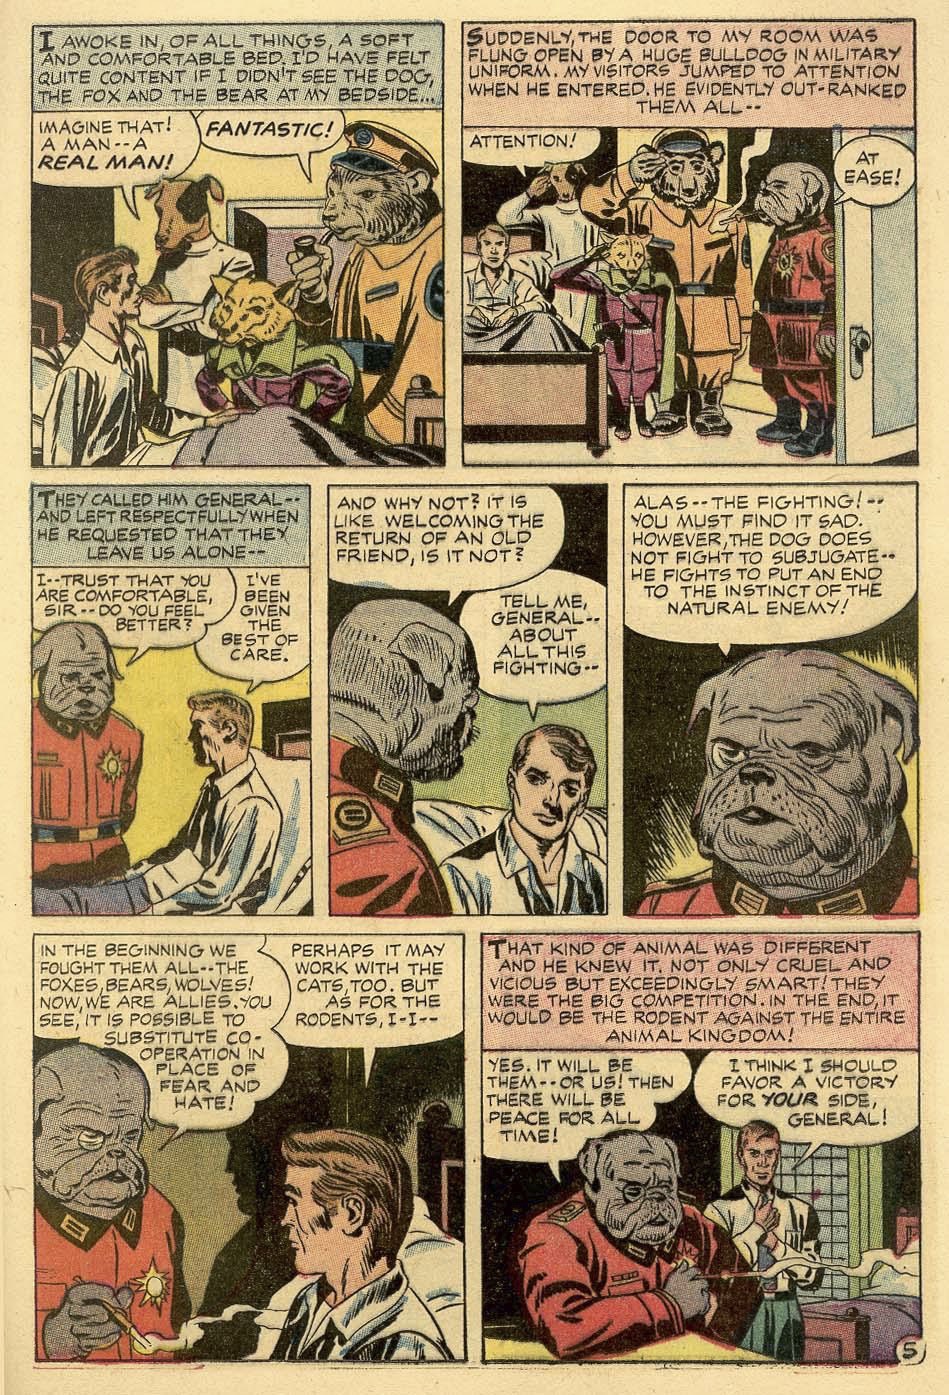 I AWOKE IN, OF ALL THINGS, A SOFT
AND COMFORTABLE BED. I'D HAVE FELT
QUITE CONTENT IF I DIDN'T SEE THE DOG,
THE FOX AND THE BEAR AT MY BEDSIDE...
IMAGINE THAT!
A MAN--A
REAL MAN!
FANTASTIC!
SUDDENLY, THE DOOR TO MY ROOM WAS
FLUNG OPEN BY A HUGE BULLDOG IN MILITARY
UNIFORM. MY VISITORS JUMPED TO ATTENTION
WHEN HE ENTERED. HE EVIDENTLY OUT-RANKED
THEM ALL--
ATTENTION!
AT
EASE!
THEY CALLED HIM GENERAL--
AND LEFT RESPECTFULLY WHEN
HE REQUESTED THAT THEY
LEAVE US ALONE--
I--TRUST THAT YOU
ARE COMFORTABLE,
SIR--DO YOU FEEL
BETTER?
I'VE
BEEN
GIVEN
THE
BEST OF
CARE.
AND WHY NOT? IT IS
LIKE WELCOMING THE
RETURN OF AN OLD
FRIEND, IS IT NOT?
TELL ME,
GENERAL--
ABOUT
ALL THIS
FIGHTING--
ALAS--THE FIGHTING!--
YOU MUST FIND IT SAD.
HOWEVER, THE DOG DOES
NOT FIGHT TO SUBJUGATE--
HE FIGHTS TO PUT AN END
TO THE INSTINCT OF THE
NATURAL ENEMY!
IN THE BEGINNING WE
FOUGHT THEM ALL--THE
FOXES, BEARS, WOLVES!
NOW, WE ARE ALLIES. YOU
SEE, IT IS POSSIBLE TO
SUBSTITUTE CO-
OPERATION IN
PLACE OF
FEAR AND
HATE!
PERHAPS IT MAY
WORK WITH THE
CATS, TOO. BUT
AS FOR THE
RODENTS, I-I--
THAT KIND OF ANIMAL WAS DIFFERENT
AND HE KNEW IT. NOT ONLY CRUEL AND
VICIOUS BUT EXCEEDINGLY SMART! THEY
WERE THE BIG COMPETITION. IN THE END, IT
WOULD BE THE RODENT AGAINST THE ENTIRE
ANIMAL KINGDOM!
YES. IT WILL BE
THEM--OR US! THEN
THERE WILL BE
PEACE FOR ALL
TIME!
I THINK I SHOULD
FAVOR A VICTORY
FOR YOUR SIDE,
GENERAL!
5